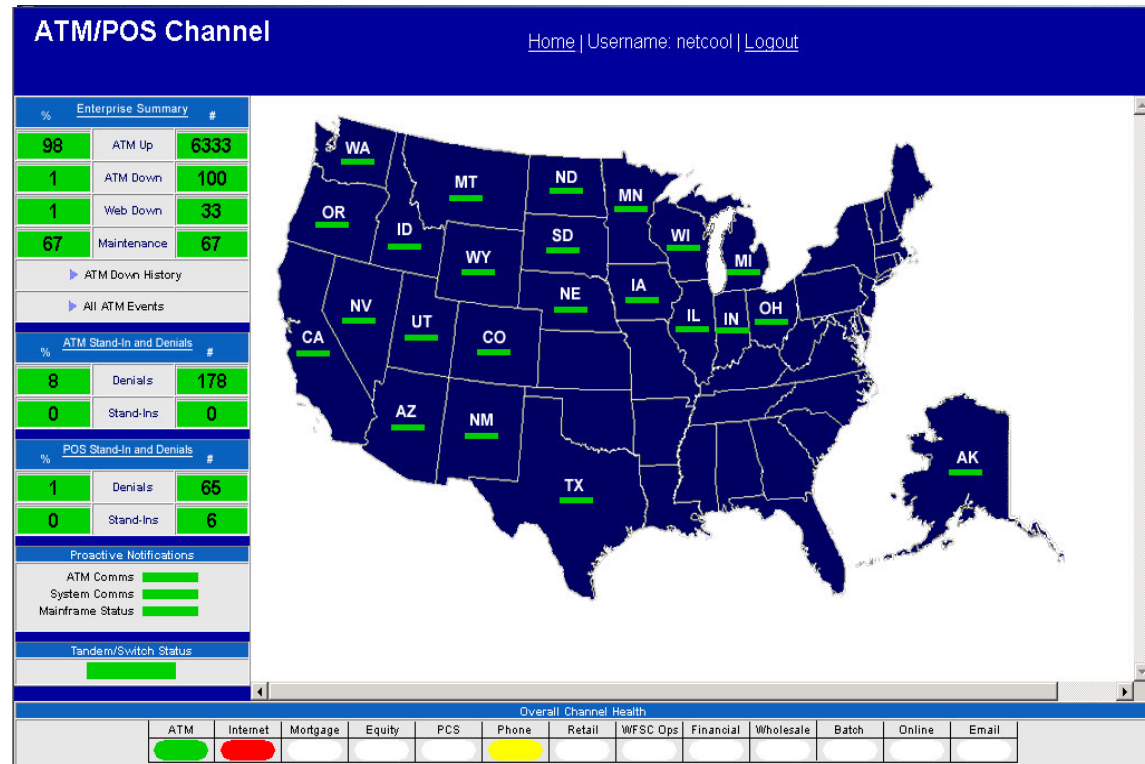 ATM/POS Channel
Home | Username: netcool | Logout
% Enterprise Summary #
98 ATM Up 6333
1 ATM Down 100
1 Web Down 33
67 Maintenance 67
ATM Down History
All ATM Events
% ATM Stand-In and Denials #
8 Denials 178
0 Stand-Ins 0
% POS Stand-In and Denials #
1 Denials 65
0 Stand-Ins 6
Proactive Notifications
ATM Comms
System Comms
Mainframe Status
Tandem/Switch Status
WA
MT
ND
MN
OR
ID
WY
SD
WI
MI
NV
UT
CO
NE
IA
IL
IN
OH
CA
AZ
NM
TX
AK
Overall Channel Health
ATM Internet Mortgage Equity PCS Phone Retail WFSC Ops Financial Wholesale Batch Online Email